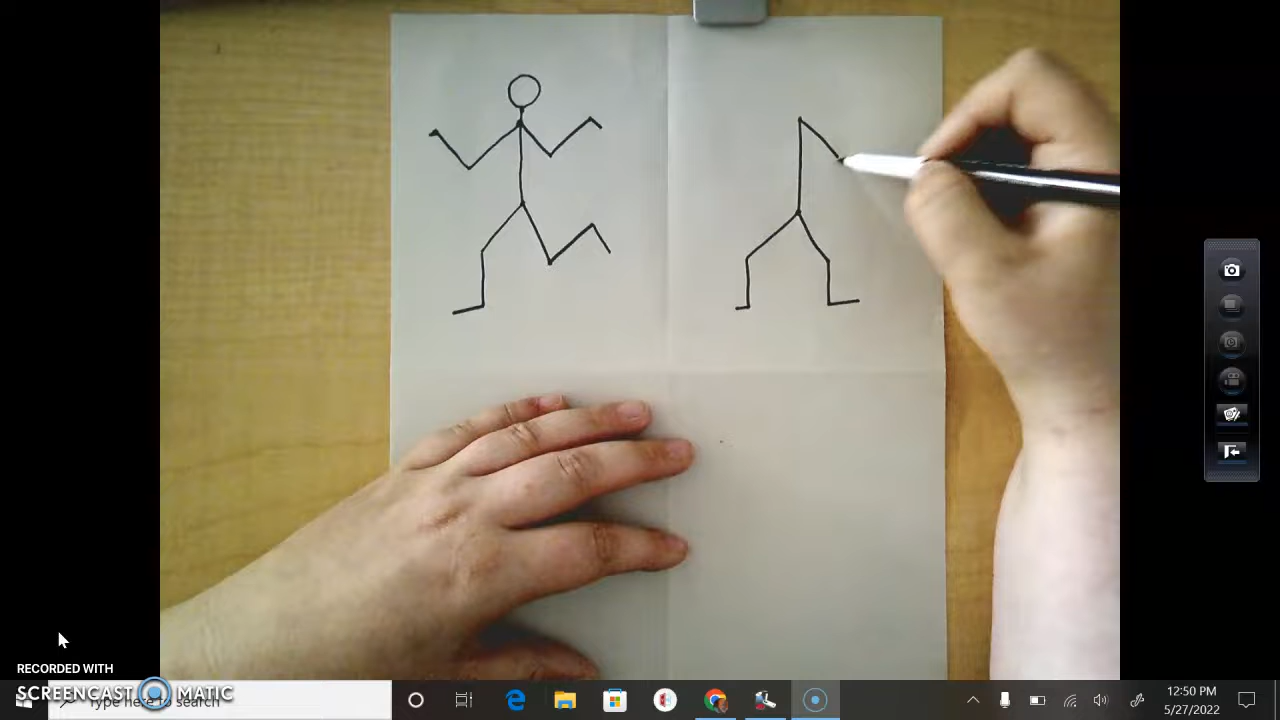 RECORDED WITH
SCREENCAST MATIC
Type here to search
12:50 PM
5/27/2022